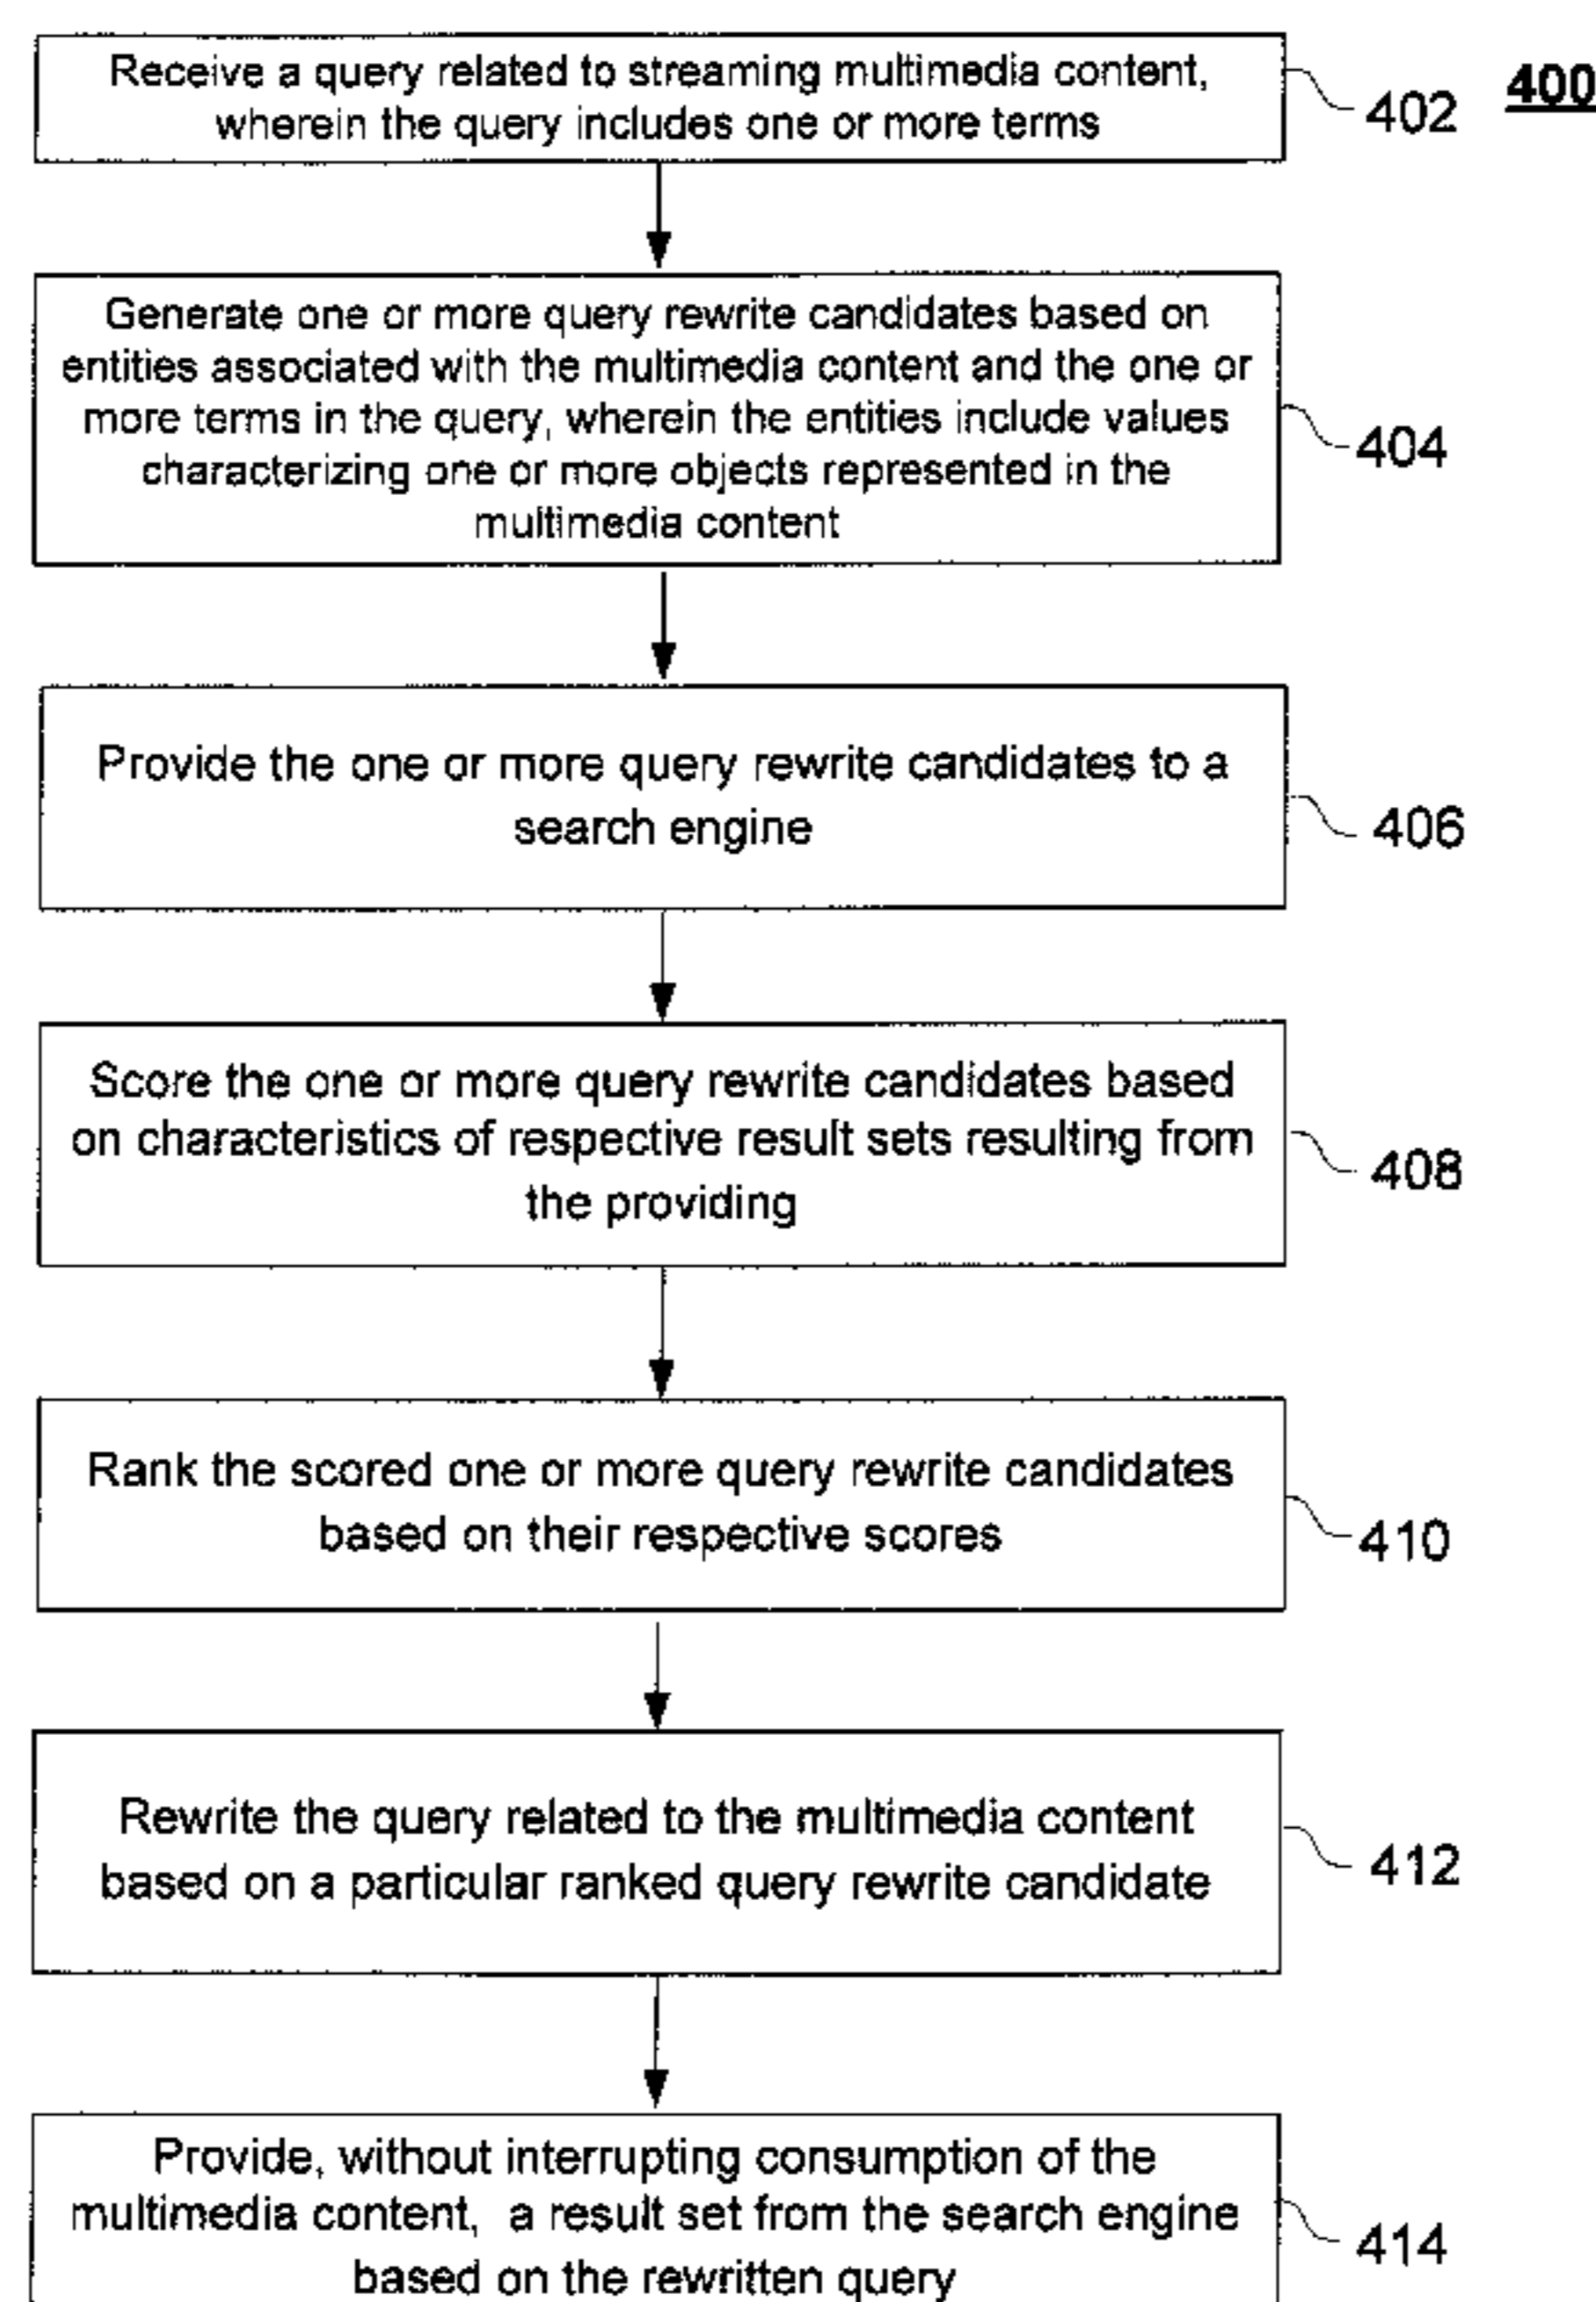 Receive a query related to streaming multimedia content,
wherein the query includes one or more terms
402
400
Generate one or more query rewrite candidates based on
entities associated with the multimedia content and the one or
more terms in the query, wherein the entities include values
characterizing one or more objects represented in the
multimedia content
404
Provide the one or more query rewrite candidates to a
search engine
406
Score the one or more query rewrite candidates based
on characteristics of respective result sets resulting from
the providing
408
Rank the scored one or more query rewrite candidates
based on their respective scores
410
Rewrite the query related to the multimedia content
based on a particular ranked query rewrite candidate
412
Provide, without interrupting consumption of the
multimedia content, a result set from the search engine
based on the rewritten query
414